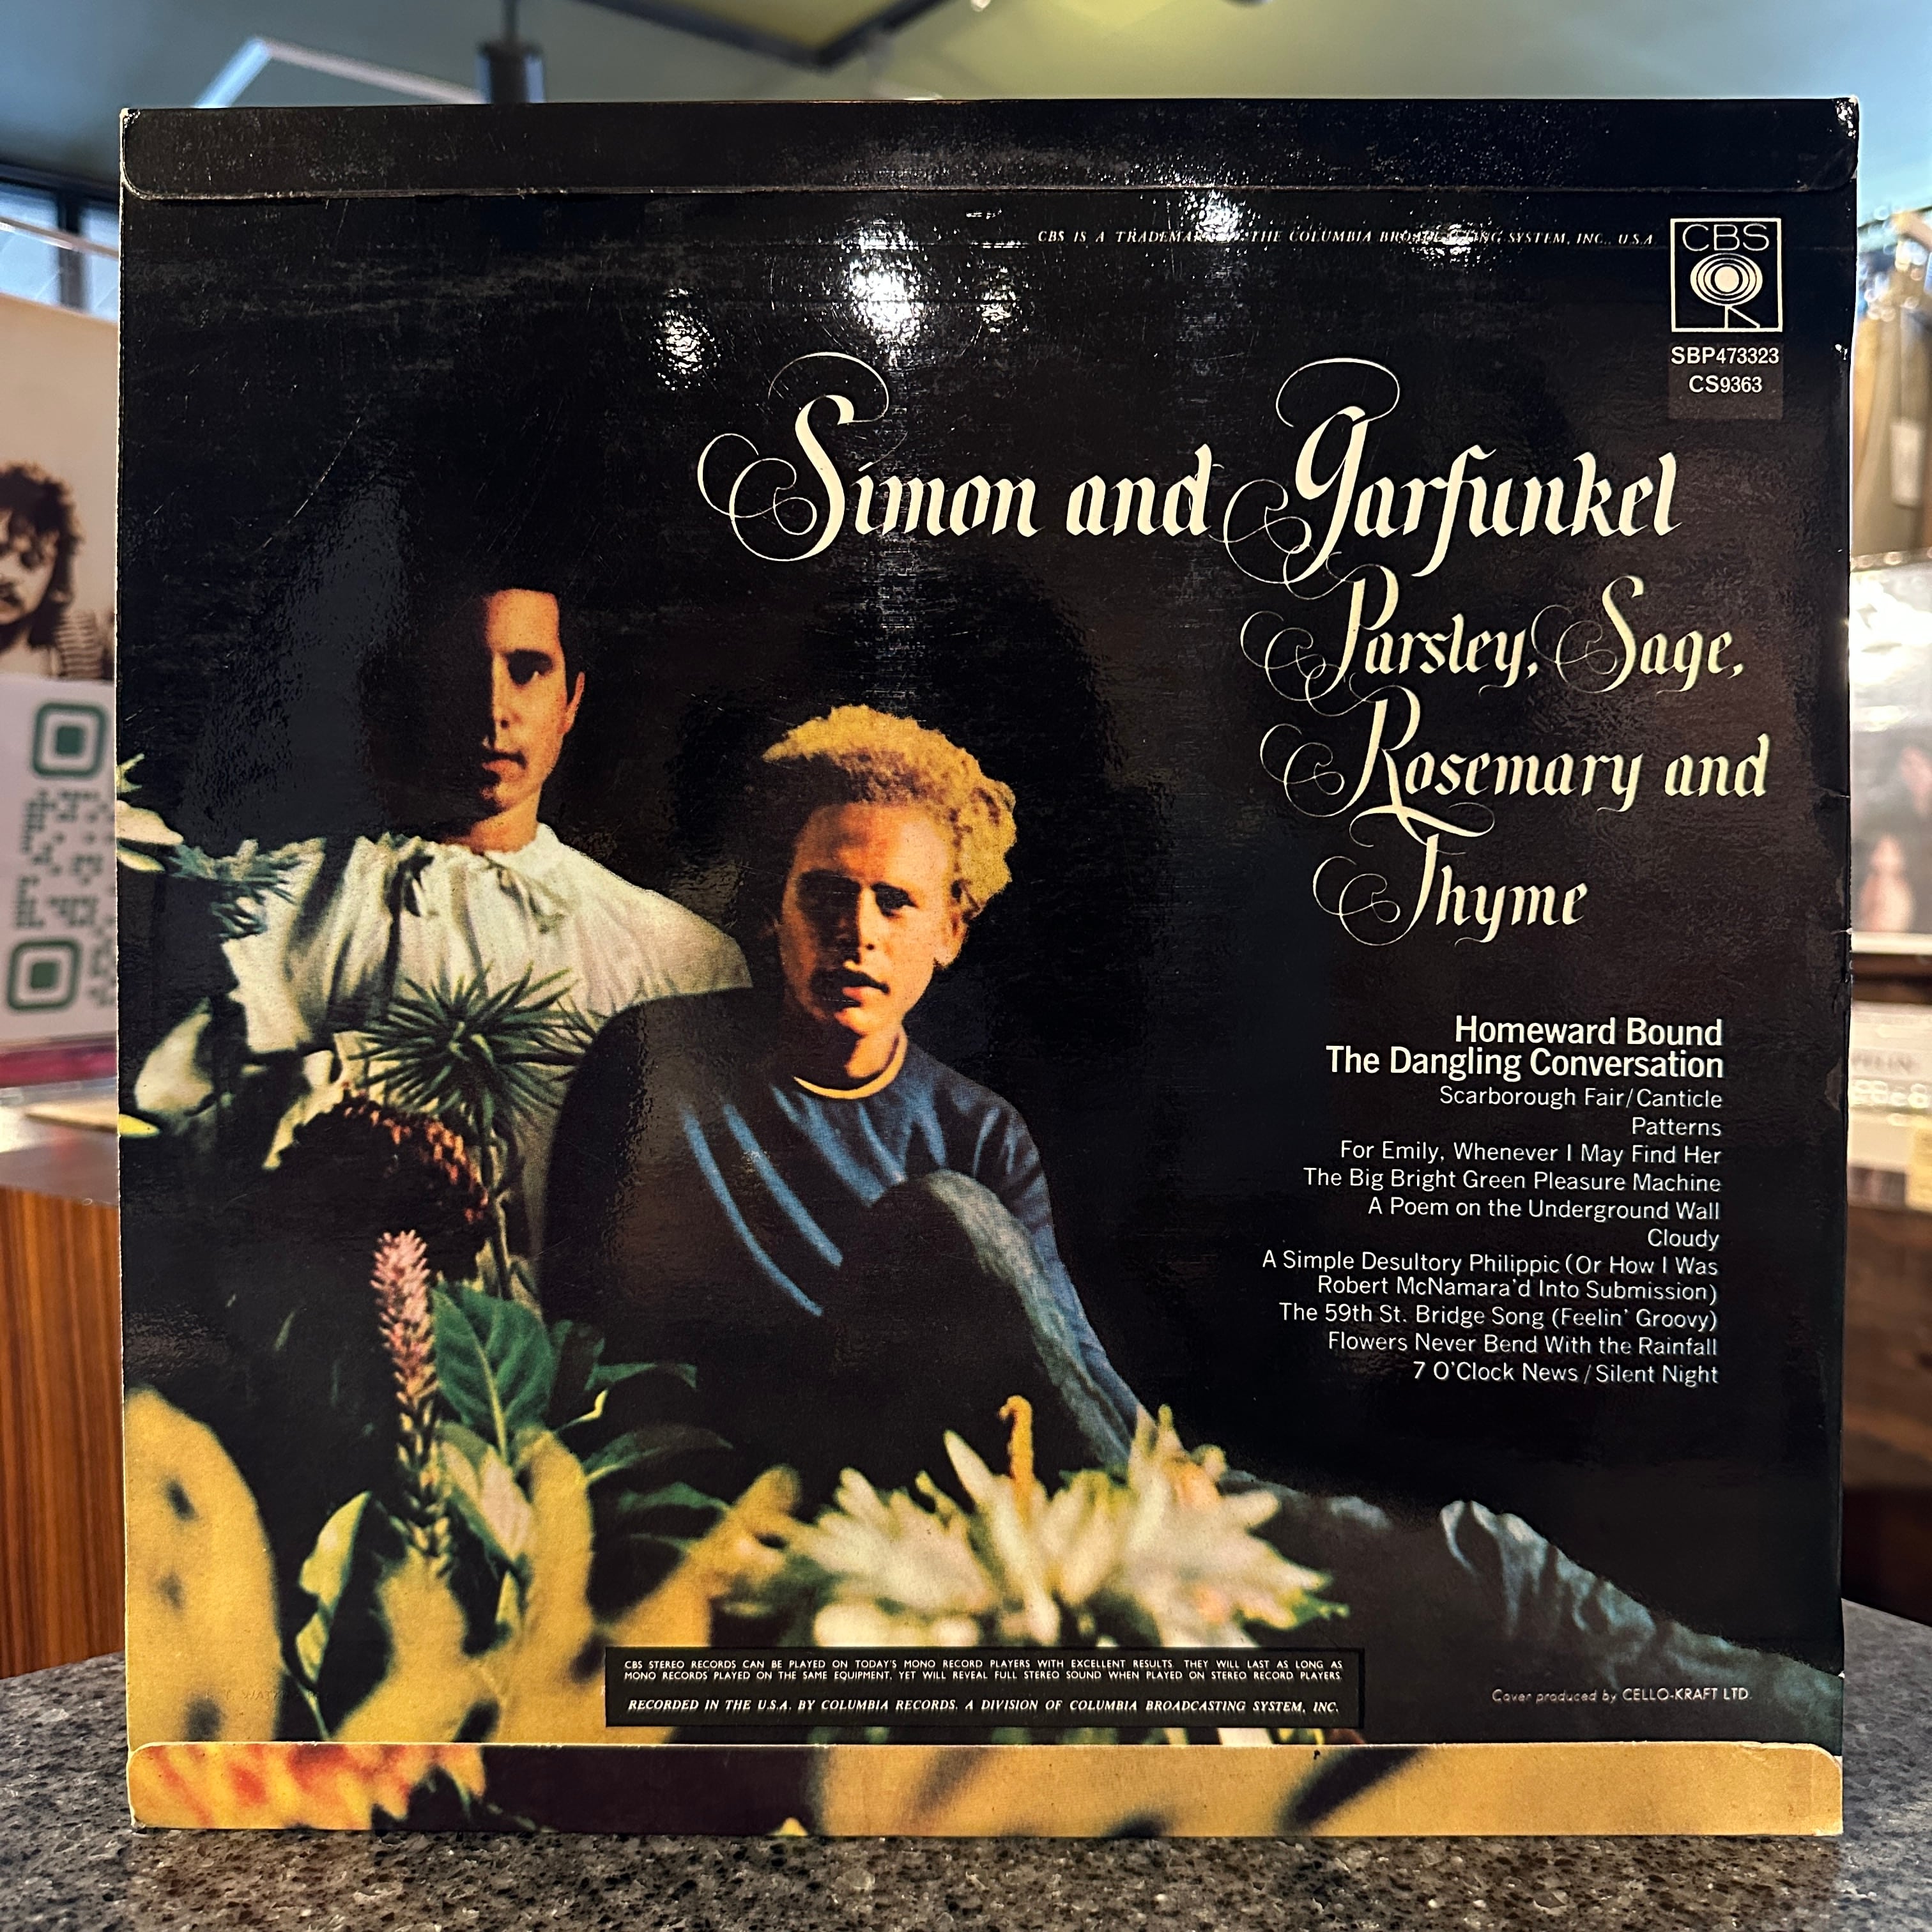 CBS IS A TRADEMARK OF THE COLUMBIA BROADCASTING SYSTEM, INC., U.S.A.
CBS
SBP473323
CS9363
Simon and Garfunkel
Parsley, Sage,
Rosemary and
Thyme
Homeward Bound
The Dangling Conversation
Scarborough Fair/Canticle
Patterns
For Emily, Whenever I May Find Her
The Big Bright Green Pleasure Machine
A Poem on the Underground Wall
Cloudy
A Simple Desultory Philippic (Or How I Was
Robert McNamara'd Into Submission)
The 59th St. Bridge Song (Feelin' Groovy)
Flowers Never Bend With the Rainfall
7 O'Clock News / Silent Night
CBS STEREO RECORDS CAN BE PLAYED ON TODAY'S MONO RECORD PLAYERS WITH EXCELLENT RESULTS. THEY WILL LAST AS LONG AS
MONO RECORDS PLAYED ON THE SAME EQUIPMENT, YET WILL REVEAL FULL STEREO SOUND WHEN PLAYED ON STEREO RECORD PLAYERS.
RECORDED IN THE U.S.A. BY COLUMBIA RECORDS. A DIVISION OF COLUMBIA BROADCASTING SYSTEM, INC.
Cover produced by CELLO-KRAFT LTD.